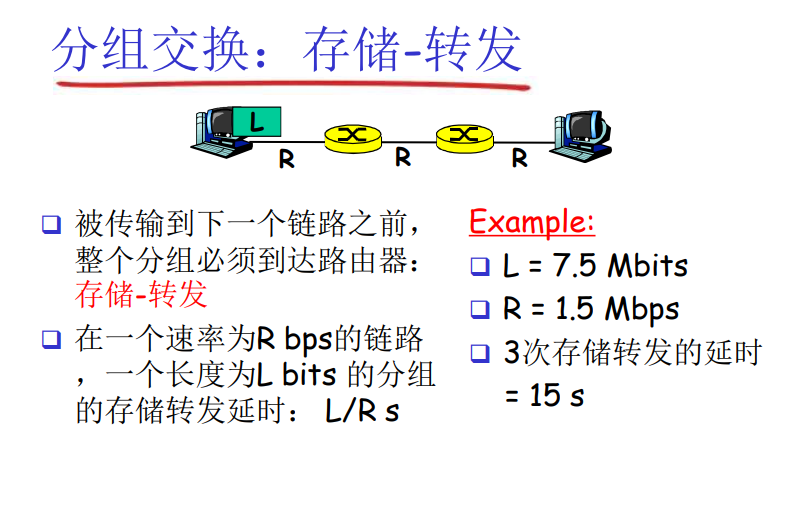 分组交换：存储-转发
L
R
R
R
❑ 被传输到下一个链路之前，
整个分组必须到达路由器：
存储-转发
❑ 在一个速率为R bps的链路
，一个长度为L bits 的分组
的存储转发延时： L/R s
Example:
❑ L = 7.5 Mbits
❑ R = 1.5 Mbps
❑ 3次存储转发的延时
= 15 s